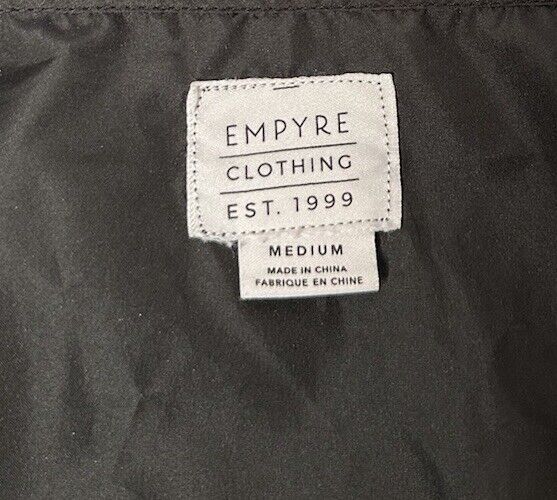 EMPYRE
CLOTHING
EST. 1999
MEDIUM
MADE IN CHINA
FABRIQUE EN CHINE